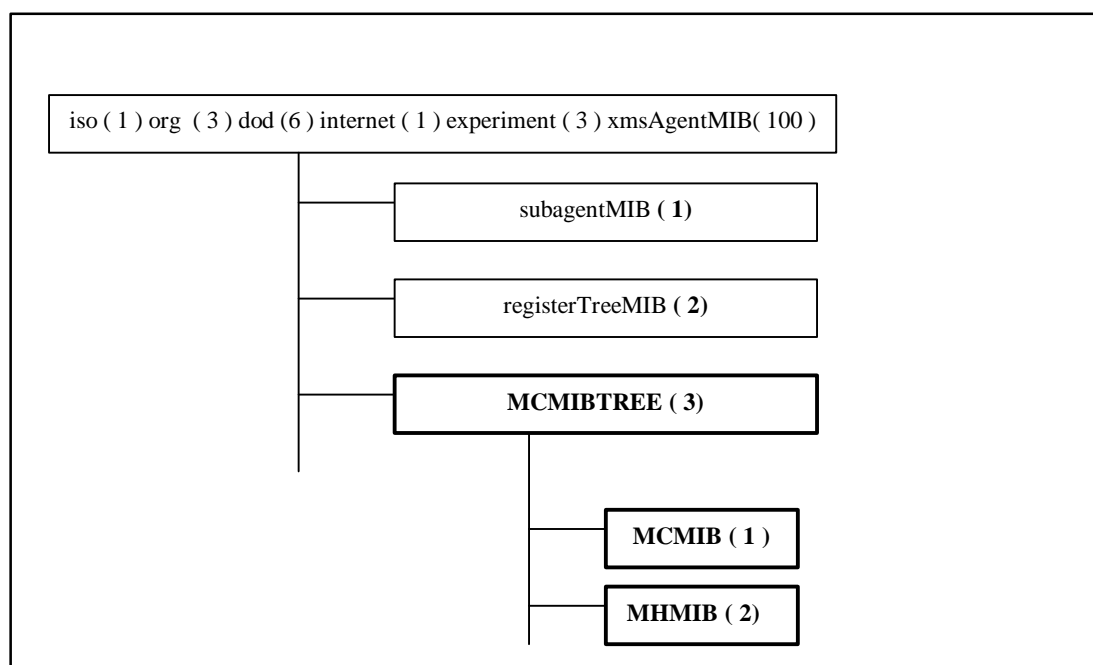 iso ( 1 ) org ( 3 ) dod (6 ) internet ( 1 ) experiment ( 3 ) xmsAgentMIB( 100 )
subagentMIB ( 1)
registerTreeMIB ( 2)
MCMIBTREE ( 3)
MCMIB ( 1 )
MHMIB ( 2)